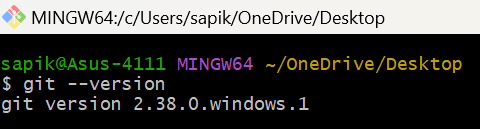 MINGW64:/c/Users/sapik/OneDrive/Desktop
sapik@Asus-4111 MINGW64 ~/OneDrive/Desktop
$ git --version
git version 2.38.0.windows.1